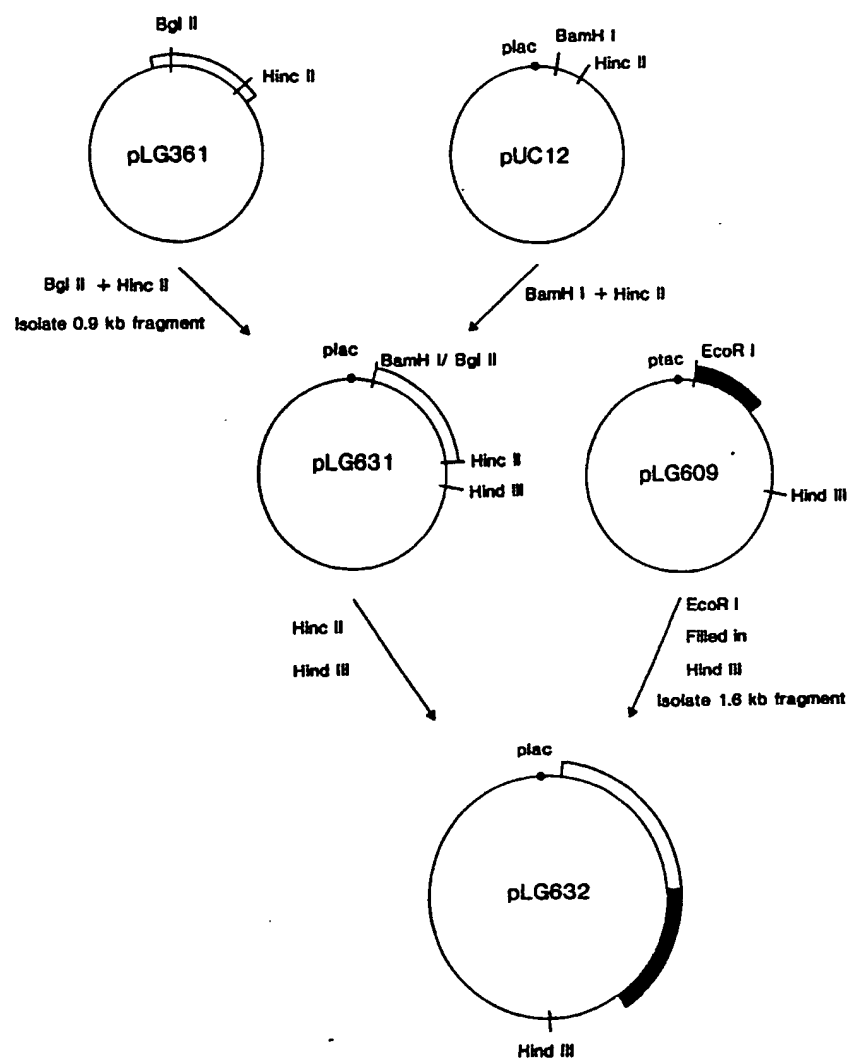 Bgl II
Hinc II
pLG361
plac
BamH I
Hinc II
pUC12
Bgl II + Hinc II
Isolate 0.9 kb fragment
BamH I + Hinc II
plac
BamH I/ Bgl II
pLG631
Hinc II
Hind III
ptac
EcoR I
pLG609
Hind III
Hinc II
Hind III
EcoR I
Filled in
Hind III
Isolate 1.6 kb fragment
plac
pLG632
Hind III